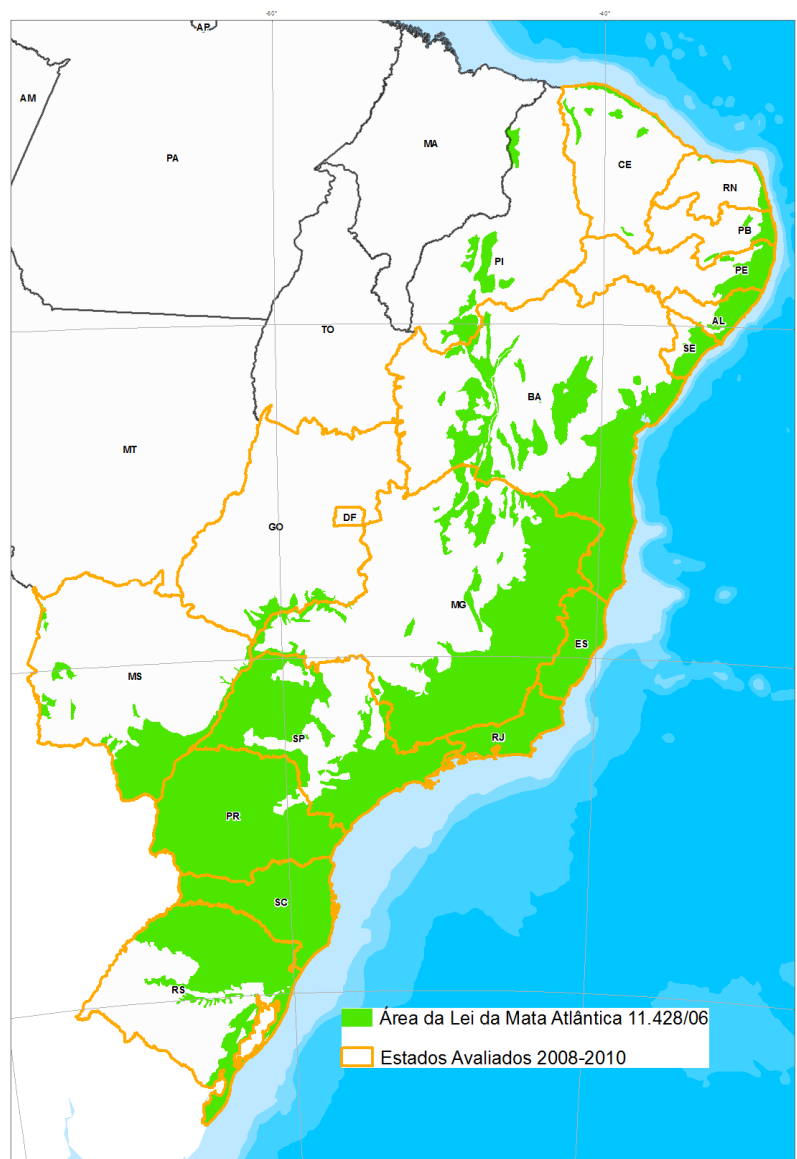 -50°
-40°
AP
AM
PA
MA
CE
RN
PB
PI
PE
TO
AL
SE
BA
MT
DF
GO
MG
ES
MS
SP
RJ
PR
SC
RS
Área da Lei da Mata Atlântica 11.428/06
Estados Avaliados 2008-2010